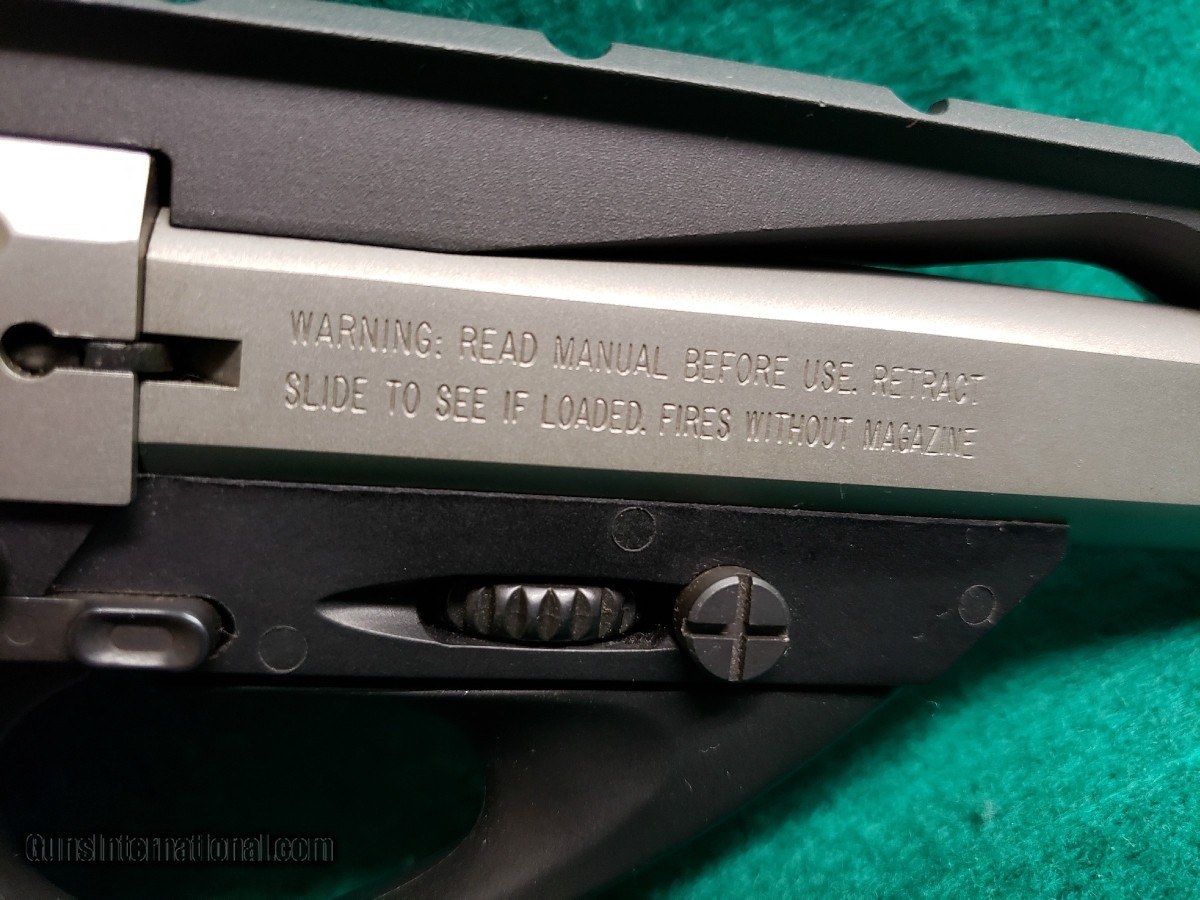 WARNING: READ MANUAL BEFORE USE. RETRACT
SLIDE TO SEE IF LOADED. FIRES WITHOUT MAGAZINE
GunsInternational.com